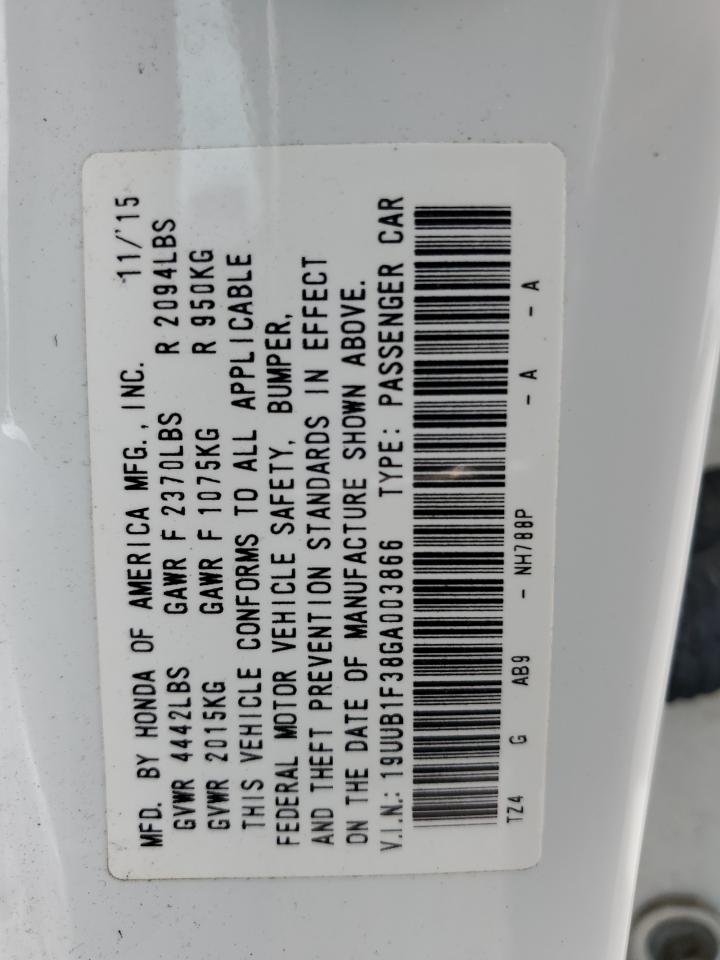 MFD. BY HONDA OF AMERICA MFG., INC. 11/'15
GVWR 4442LBS GAWR F 2370LBS R 2094LBS
GVWR 2015KG GAWR F 1075KG R 950KG
THIS VEHICLE CONFORMS TO ALL APPLICABLE
FEDERAL MOTOR VEHICLE SAFETY, BUMPER,
AND THEFT PREVENTION STANDARDS IN EFFECT
ON THE DATE OF MANUFACTURE SHOWN ABOVE.
V.I.N.: 19UUB1F38GA003866 TYPE: PASSENGER CAR
TZ4 G AB9 - NH788P - A - A